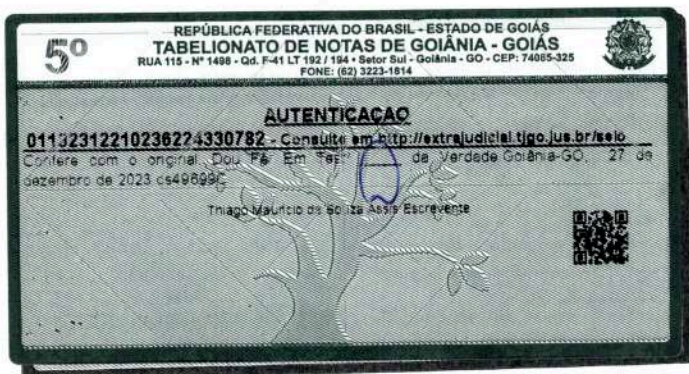 5º
REPÚBLICA FEDERATIVA DO BRASIL - ESTADO DE GOIÁS
TABELIONATO DE NOTAS DE GOIÂNIA - GOIÁS
RUA 115 - Nº 1498 - Qd. F-41 LT 192 / 194 • Setor Sul - Goiânia - GO - CEP: 74085-325
FONE: (62) 3223-1814
AUTENTICAÇÃO
01132312210236224330782 - Consulte em http://extrajudicial.tjgo.jus.br/selo
Confere com o original. Dou Fé. Em Testº ____ da Verdade Goiânia-GO, 27 de
dezembro de 2023
Thiago Mauricio de Souza Assis Escrevente